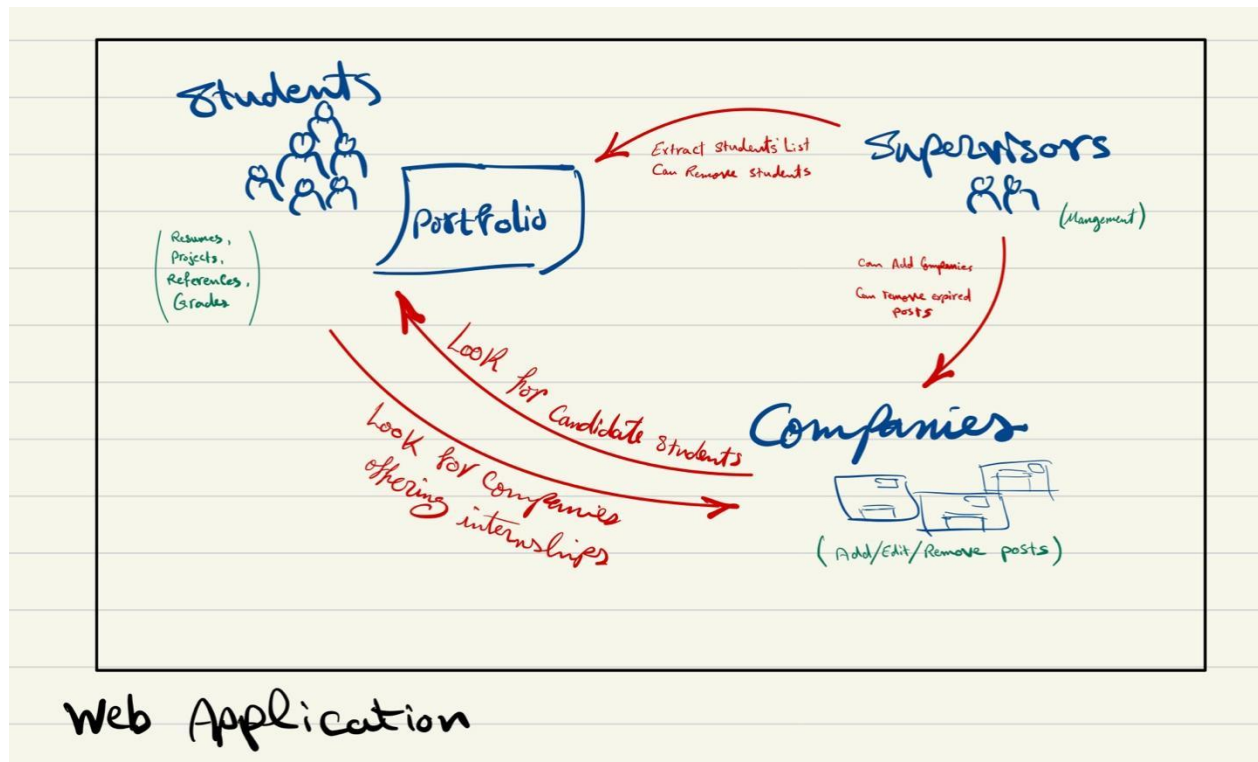 Students
Portfolio
(Resumes,
Projects,
References,
Grades)
Extract Students' List
Can Remove students
Supervisors
(Mangement)
Can Add Companies
Can remove expired
posts
Look for Candidate students
Look for Companies
offering internships
Companies
(Add/Edit/Remove posts)
Web Application